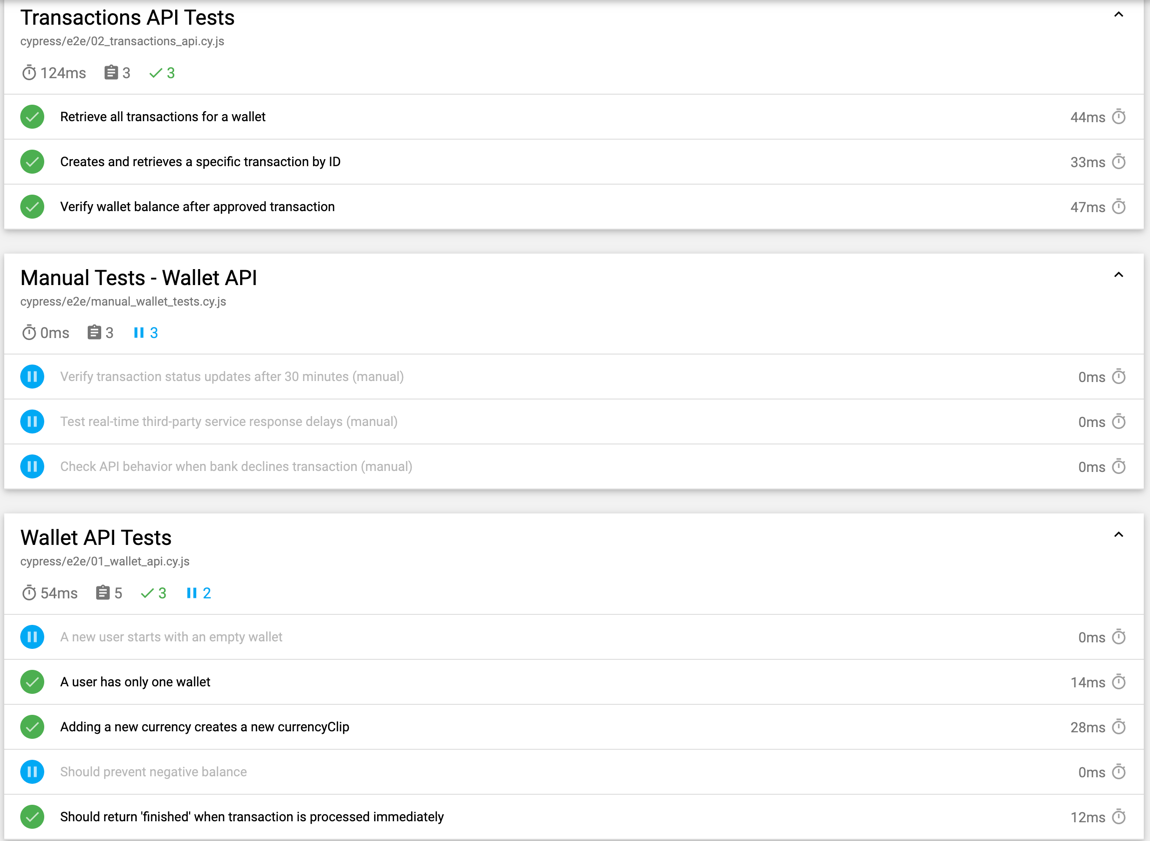 Transactions API Tests
cypress/e2e/02_transactions_api.cy.js
124ms 3 3
Retrieve all transactions for a wallet 44ms
Creates and retrieves a specific transaction by ID 33ms
Verify wallet balance after approved transaction 47ms
Manual Tests - Wallet API
cypress/e2e/manual_wallet_tests.cy.js
0ms 3 3
Verify transaction status updates after 30 minutes (manual) 0ms
Test real-time third-party service response delays (manual) 0ms
Check API behavior when bank declines transaction (manual) 0ms
Wallet API Tests
cypress/e2e/01_wallet_api.cy.js
54ms 5 3 2
A new user starts with an empty wallet 0ms
A user has only one wallet 14ms
Adding a new currency creates a new currencyClip 28ms
Should prevent negative balance 0ms
Should return 'finished' when transaction is processed immediately 12ms